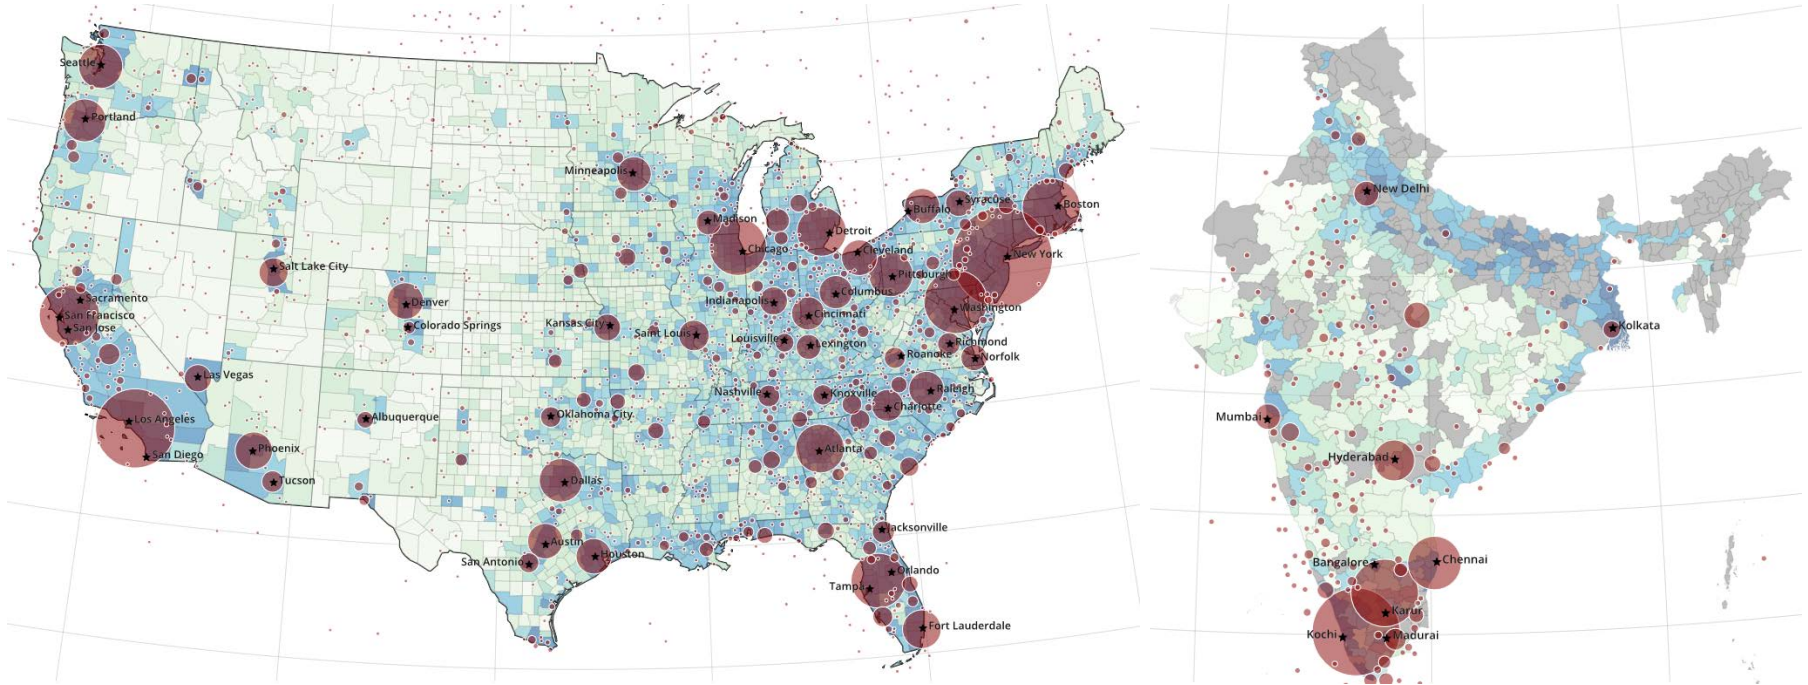 Seattle
Portland
Minneapolis
Madison
Buffalo
Syracuse
Boston
Detroit
Chicago
Cleveland
New York
Salt Lake City
Pittsburgh
Columbus
Sacramento
Denver
Indianapolis
Washington
San Francisco
San Jose
Colorado Springs
Kansas City
Saint Louis
Cincinnati
Louisville
Lexington
Richmond
Roanoke
Norfolk
Las Vegas
Nashville
Knoxville
Raleigh
Charlotte
Los Angeles
Albuquerque
Oklahoma City
San Diego
Phoenix
Atlanta
Tucson
Dallas
Jacksonville
Austin
Houston
San Antonio
Orlando
Tampa
Fort Lauderdale
New Delhi
Kolkata
Mumbai
Hyderabad
Bangalore
Chennai
Karur
Kochi
Madurai